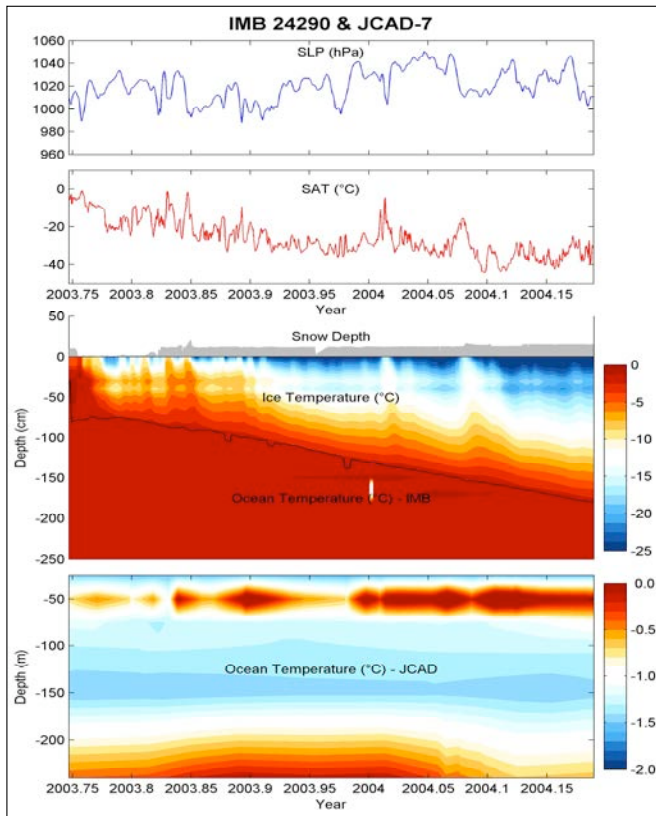 IMB 24290 & JCAD-7
SLP (hPa)
1060
1040
1020
1000
980
960
SAT (°C)
0
-20
-40
2003.75 2003.8 2003.85 2003.9 2003.95 2004 2004.05 2004.1 2004.15
Year
Snow Depth
50
0
-50
-100
-150
-200
-250
Depth (cm)
Ice Temperature (°C)
Ocean Temperature (°C) - IMB
0
-5
-10
-15
-20
-25
Ocean Temperature (°C) - JCAD
-50
-100
-150
-200
Depth (m)
0.0
-0.5
-1.0
-1.5
-2.0
2003.75 2003.8 2003.85 2003.9 2003.95 2004 2004.05 2004.1 2004.15
Year